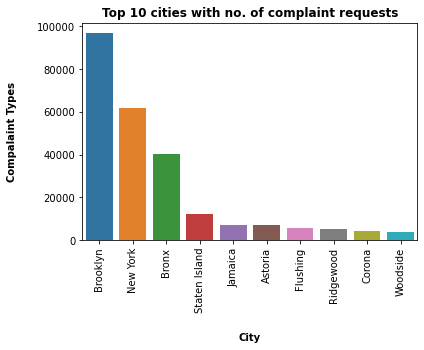 Top 10 cities with no. of complaint requests
100000
80000
60000
40000
20000
0
Compalaint Types
Brooklyn
New York
Bronx
Staten Island
Jamaica
Astoria
Flushing
Ridgewood
Corona
Woodside
City